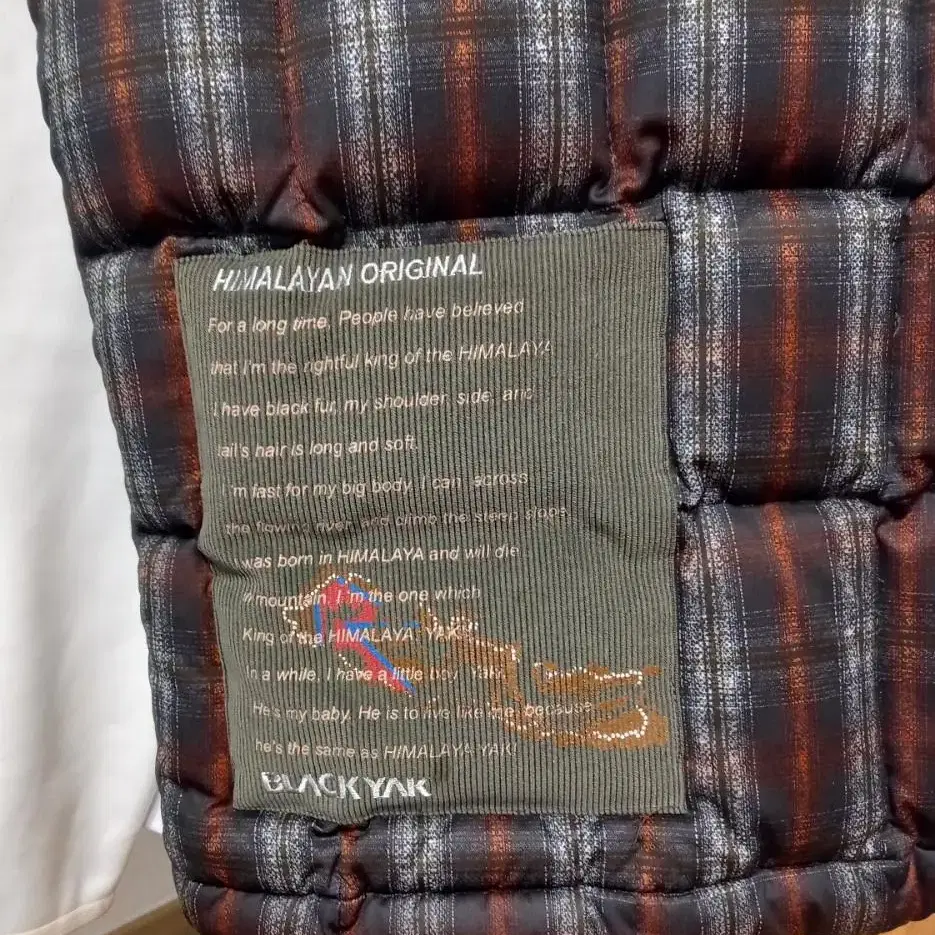 HIMALAYAN ORIGINAL
For a long time, People have believed
that I'm the rightful king of the HIMALAYA
I have black fur, my shoulder, side, and
tail's hair is long and soft.
I'm fast for my big body. I can across
the flowing river and climb the steep slope
was born in HIMALAYA and will die
in mountain. I'm the one which
King of the HIMALAYA YAK
In a while, I have a little boy Yak
He's my baby. He is to live like me, because
he's the same as HIMALAYA YAK!
BLACKYAK